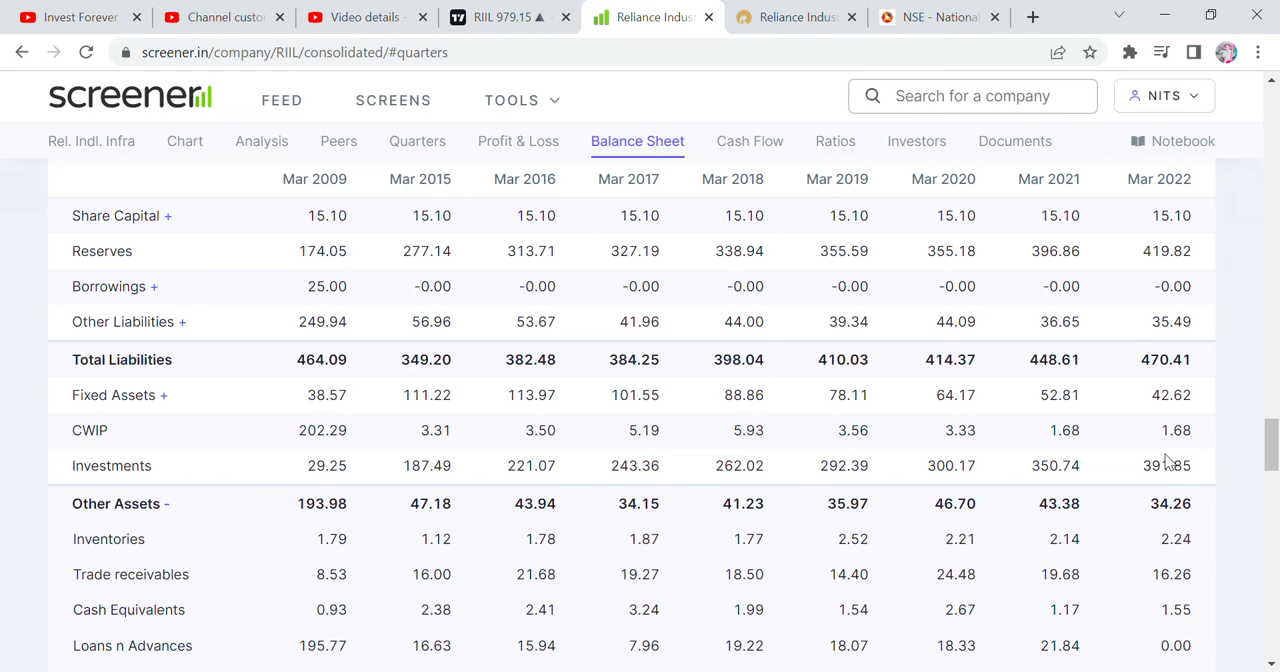 Invest Forever
Channel custo
Video details -
RIIL 979.15 ▲
Reliance Indust
Reliance Indust
NSE - National
screener.in/company/RIIL/consolidated/#quarters
screener FEED SCREENS TOOLS Search for a company NITS
Rel. Indl. Infra Chart Analysis Peers Quarters Profit & Loss Balance Sheet Cash Flow Ratios Investors Documents Notebook
Mar 2009 Mar 2015 Mar 2016 Mar 2017 Mar 2018 Mar 2019 Mar 2020 Mar 2021 Mar 2022
Share Capital + 15.10 15.10 15.10 15.10 15.10 15.10 15.10 15.10 15.10
Reserves 174.05 277.14 313.71 327.19 338.94 355.59 355.18 396.86 419.82
Borrowings + 25.00 -0.00 -0.00 -0.00 -0.00 -0.00 -0.00 -0.00 -0.00
Other Liabilities + 249.94 56.96 53.67 41.96 44.00 39.34 44.09 36.65 35.49
Total Liabilities 464.09 349.20 382.48 384.25 398.04 410.03 414.37 448.61 470.41
Fixed Assets + 38.57 111.22 113.97 101.55 88.86 78.11 64.17 52.81 42.62
CWIP 202.29 3.31 3.50 5.19 5.93 3.56 3.33 1.68 1.68
Investments 29.25 187.49 221.07 243.36 262.02 292.39 300.17 350.74 391.85
Other Assets - 193.98 47.18 43.94 34.15 41.23 35.97 46.70 43.38 34.26
Inventories 1.79 1.12 1.78 1.87 1.77 2.52 2.21 2.14 2.24
Trade receivables 8.53 16.00 21.68 19.27 18.50 14.40 24.48 19.68 16.26
Cash Equivalents 0.93 2.38 2.41 3.24 1.99 1.54 2.67 1.17 1.55
Loans n Advances 195.77 16.63 15.94 7.96 19.22 18.07 18.33 21.84 0.00